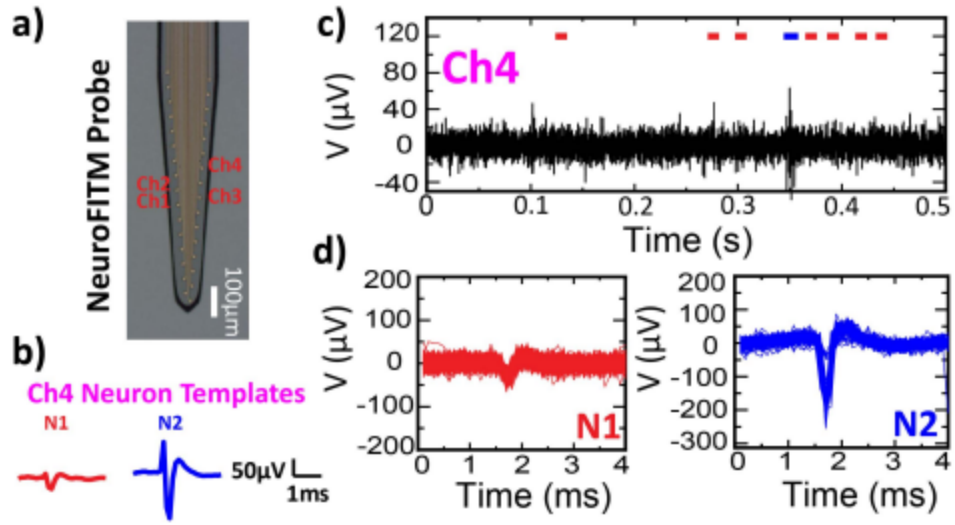 a)
NeuroFITM Probe
Ch2
Ch1
Ch4
Ch3
100μm
b)
Ch4 Neuron Templates
N1
N2
50μV
1ms
c)
Ch4
V (μV)
120
80
40
0
-40
0
0.1
0.2
0.3
0.4
0.5
Time (s)
d)
V (μV)
200
100
0
-100
-200
N1
0
1
2
3
4
Time (ms)
V (μV)
200
100
0
-100
-200
-300
N2
0
1
2
3
4
Time (ms)